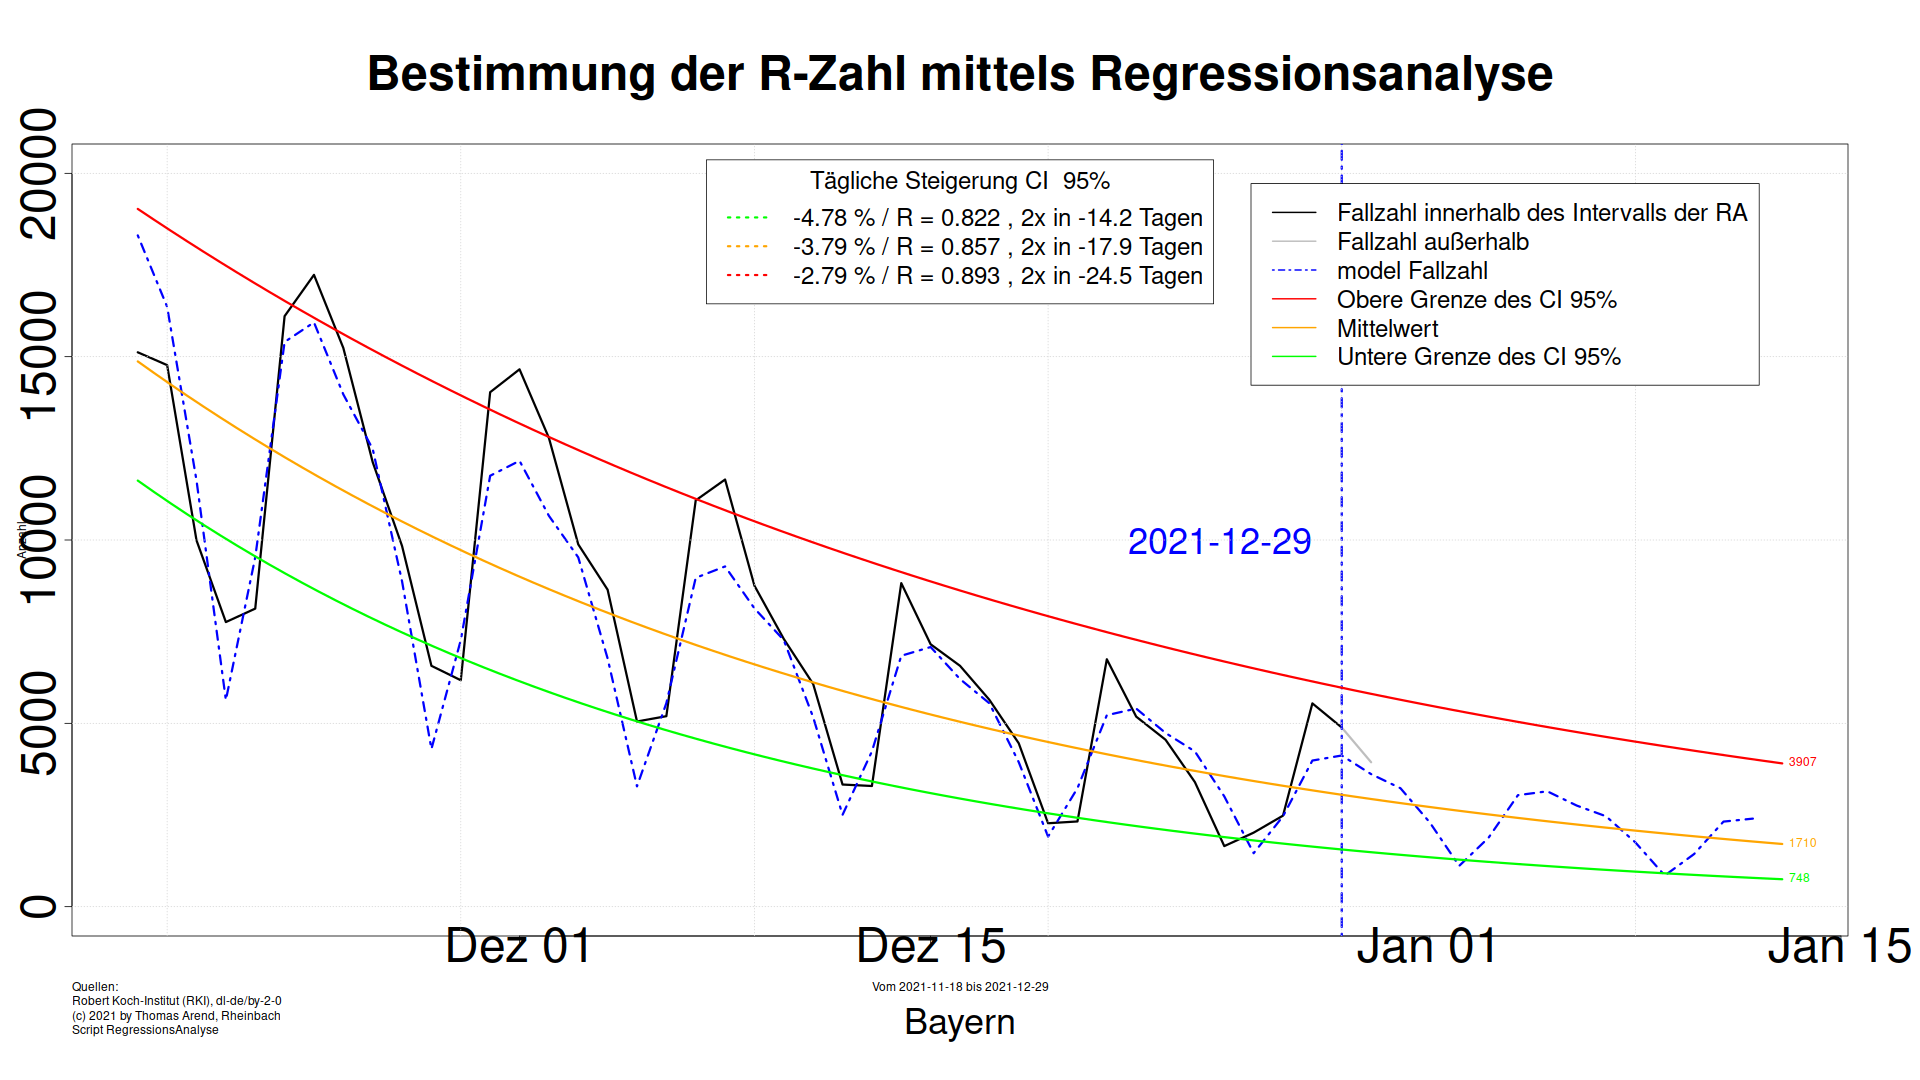 Bestimmung der R-Zahl mittels Regressionsanalyse
Anzahl
20000
15000
10000
5000
0
Tägliche Steigerung CI 95%
-4.78 % / R = 0.822 , 2x in -14.2 Tagen
-3.79 % / R = 0.857 , 2x in -17.9 Tagen
-2.79 % / R = 0.893 , 2x in -24.5 Tagen
Fallzahl innerhalb des Intervalls der RA
Fallzahl außerhalb
model Fallzahl
Obere Grenze des CI 95%
Mittelwert
Untere Grenze des CI 95%
2021-12-29
3907
1710
748
Dez 01 Dez 15 Jan 01 Jan 15
Quellen:
Robert Koch-Institut (RKI), dl-de/by-2-0
(c) 2021 by Thomas Arend, Rheinbach
Script RegressionsAnalyse
Vom 2021-11-18 bis 2021-12-29
Bayern